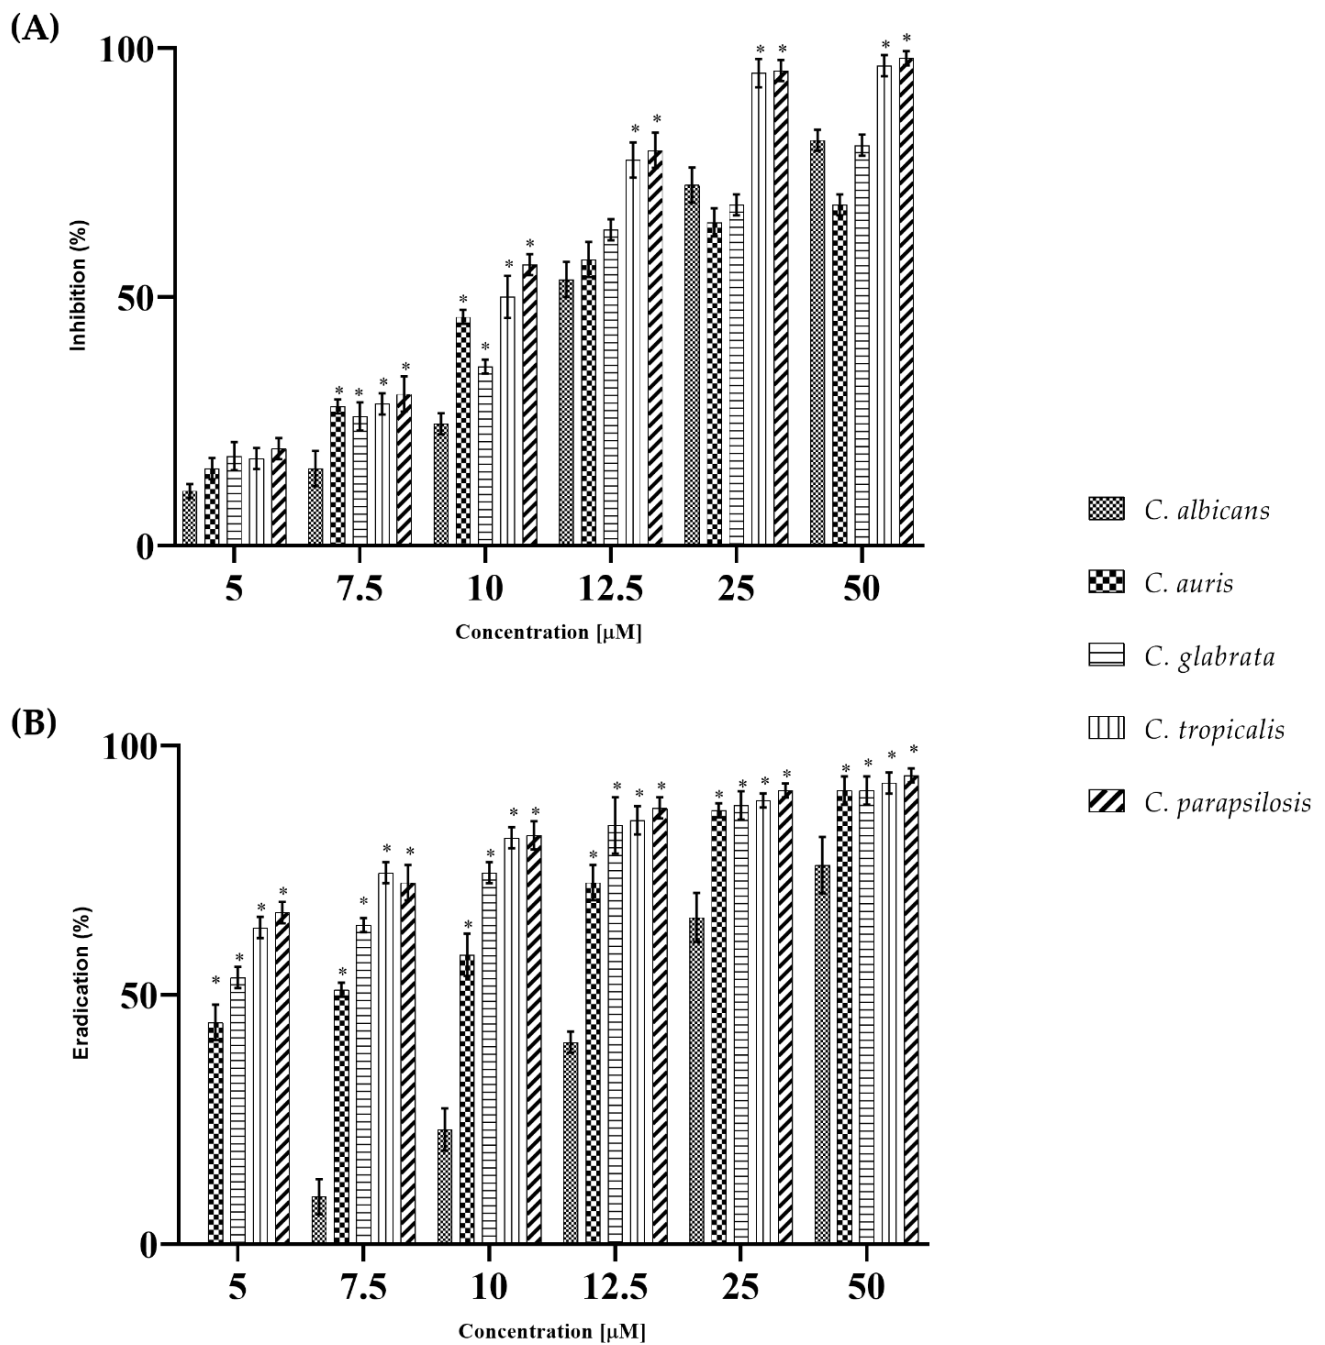 (A)
100
50
0
Inhibition (%)
* * * *
* * * *
* *
* *
* *
5 7.5 10 12.5 25 50
Concentration [μM]
C. albicans
C. auris
C. glabrata
C. tropicalis
C. parapsilosis
(B)
100
50
0
Eradication (%)
* * * *
* * * *
* * * *
* * * *
* * * *
* * * *
5 7.5 10 12.5 25 50
Concentration [μM]